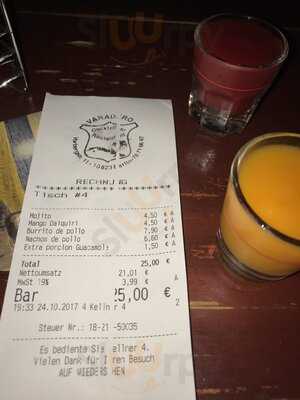 VARADERO
RECHNUNG
Tisch #4
Mojito 4,50 € A
Mango Daiquiri 4,50 € A
Burrito de pollo 7,90 € A
Nachos de pollo 6,60 € A
Extra porcion Guacamol: 1,50 € A
Total 25,00 €
Nettoumsatz 21,01 €
MwSt 19% 3,99 € A
Bar 25,00 € 2
19:33 24.10.2017 4 Kellner 4
Steuer Nr.: 18-21
Es bediente Sie Kellner 4.
Vielen Dank für Ihren Besuch
AUF WIEDERSEHEN